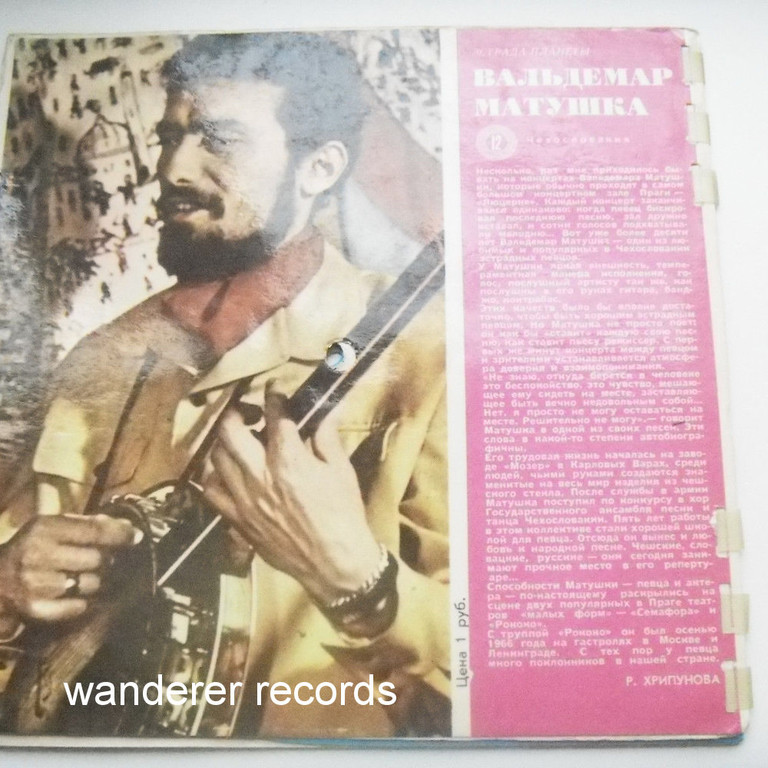 ЭСТРАДА ПЛАНЕТЫ
ВАЛЬДЕМАР
МАТУШКА
12
Чехословакия
Несколько лет мне приходилось бы-
вать на концертах Вальдемара Матуш-
ки, которые обычно проходят в самом
большом концертном зале Праги —
«Люцерне». Каждый концерт заканчи-
вался одинаково: когда певец
последнюю песню, зал дружно
вставал, и сотни голосов подхватыва-
ли мелодию... Вот уже более десяти
лет Вальдемар Матушка — один из лю-
бимых и популярных в Чехословакии
эстрадных певцов.
У Матушки яркая внешность, темпе-
раментная манера исполнения, го-
лос, послушный артисту так же, как
послушны в его руках гитара, банд-
жо, контрабас.
Этих качеств было бы вполне доста-
точно, чтобы быть хорошим эстрадным
певцом. Но Матушка не просто поет:
он как бы «ставит» каждую свою пес-
ню, как ставит пьесу режиссер. С пер-
вых же минут концерта между певцом
и зрителями устанавливается атмосфе-
ра доверия и взаимопонимания.
«Не знаю, откуда берется в человеке
это беспокойство, это чувство, мешаю-
щее ему сидеть на месте, заставляю-
щее быть вечно недовольным собой...
Нет, я просто не могу оставаться на
месте. Решительно не могу», — говорит
Матушка в одной из своих песен. Эти
слова в какой-то степени автобиогра-
фичны.
Его трудовая жизнь началась на заво-
де «Мозер» в Карловых Варах, среди
людей, чьими руками создаются зна-
менитые на весь мир изделия из чеш-
ского стекла. После службы в армии
Матушка поступил по конкурсу в хор
Государственного ансамбля песни и
танца Чехословакии. Пять лет работы
в этом коллективе стали хорошей шко-
лой для певца. Отсюда он вынес и лю-
бовь к народной песне. Чешские, сло-
вацкие, русские — они сегодня зани-
мают прочное место в его реперту-
аре...
Способности Матушки — певца и акте-
ра — по-настоящему раскрылись на
сцене двух популярных в Праге теат-
ров «малых форм» — «Семафора» и
«Рококо».
С труппой «Рококо» он был осенью
1966 года на гастролях в Москве и
Ленинграде. С тех пор у певца
много поклонников в нашей стране.
Р. ХРИПУНОВА
Цена 1 руб.
wanderer records